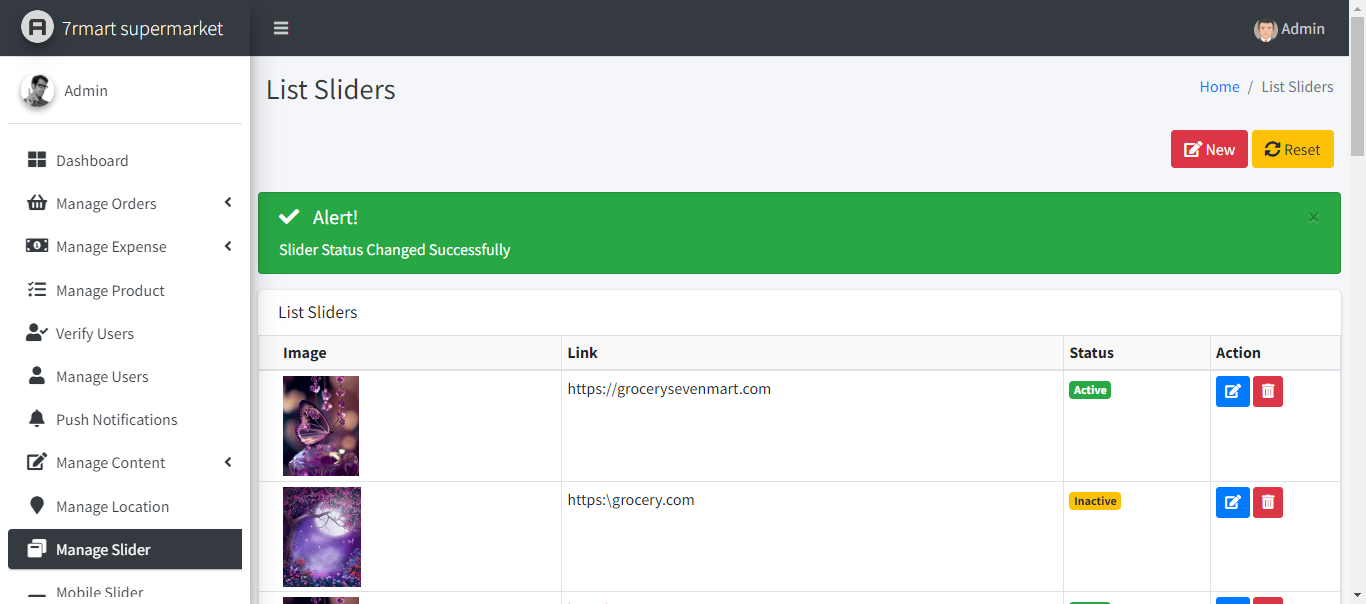 7rmart supermarket
Admin
Admin
List Sliders
Home / List Sliders
New
Reset
Alert!
×
Slider Status Changed Successfully
Dashboard
Manage Orders
Manage Expense
Manage Product
Verify Users
Manage Users
Push Notifications
Manage Content
Manage Location
Manage Slider
Mobile Slider
List Sliders
Image Link Status Action
https://grocerysevenmart.com Active
https:\grocery.com Inactive